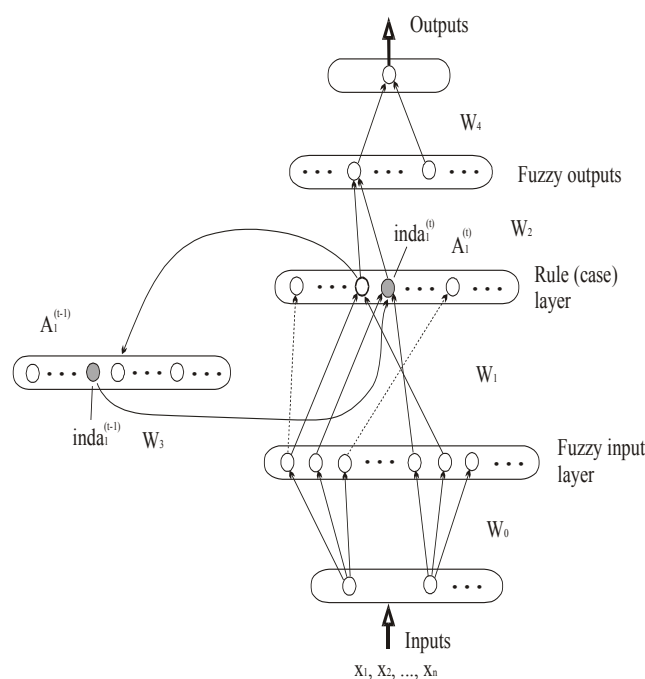 Outputs
W₄
Fuzzy outputs
W₂
inda₁⁽ᵗ⁾
A₁⁽ᵗ⁾
Rule (case)
layer
A₁⁽ᵗ⁻¹⁾
W₁
inda₁⁽ᵗ⁻¹⁾
W₃
Fuzzy input
layer
W₀
Inputs
x₁, x₂, ..., xₙ